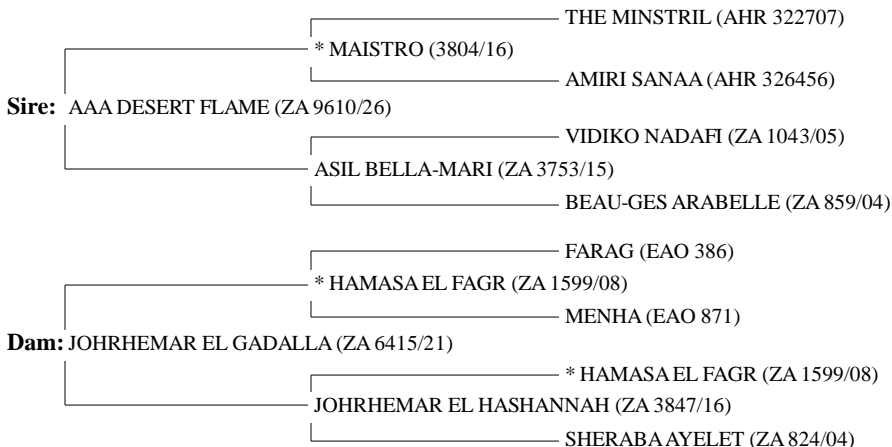 THE MINSTRIL (AHR 322707)
* MAISTRO (3804/16)
AMIRI SANAA (AHR 326456)
Sire: AAA DESERT FLAME (ZA 9610/26)
VIDIKO NADAFI (ZA 1043/05)
ASIL BELLA-MARI (ZA 3753/15)
BEAU-GES ARABELLE (ZA 859/04)
FARAG (EAO 386)
* HAMASA EL FAGR (ZA 1599/08)
MENHA (EAO 871)
Dam: JOHRHEMAR EL GADALLA (ZA 6415/21)
* HAMASA EL FAGR (ZA 1599/08)
JOHRHEMAR EL HASHANNAH (ZA 3847/16)
SHERABA AYELET (ZA 824/04)